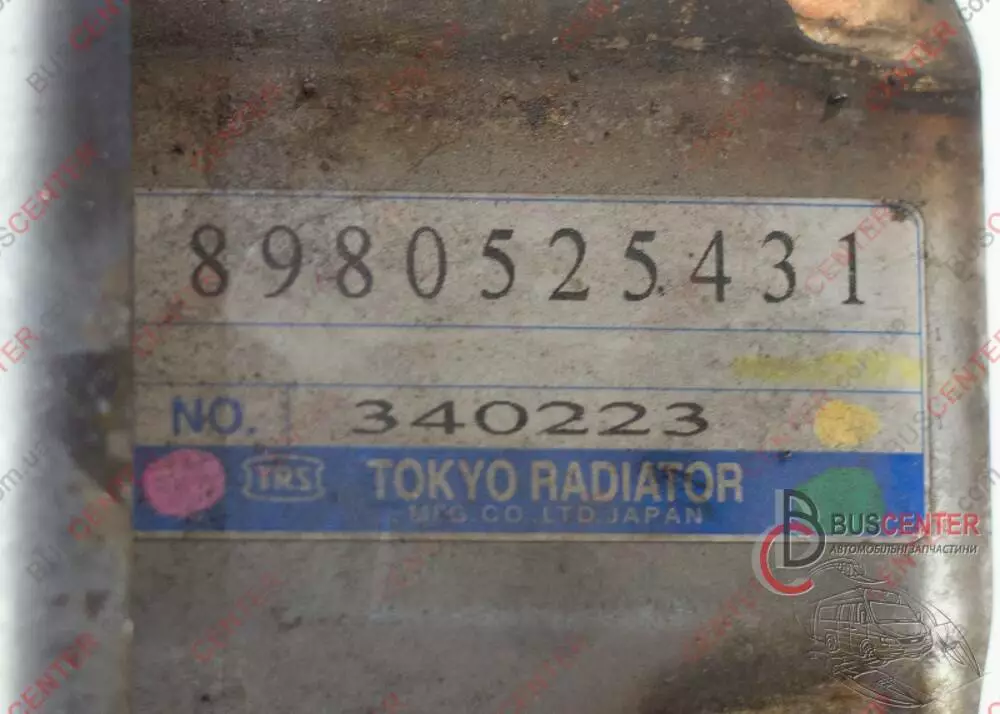 8980525431
NO. 340223
TRS TOKYO RADIATOR
MFG.CO.,LTD.JAPAN
BUSCENTER
АВТОМОБІЛЬНІ ЗАПЧАСТИНИ